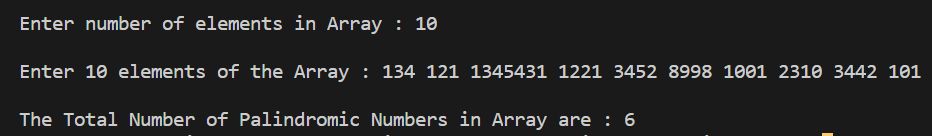 Enter number of elements in Array : 10
Enter 10 elements of the Array : 134 121 1345431 1221 3452 8998 1001 2310 3442 101
The Total Number of Palindromic Numbers in Array are : 6